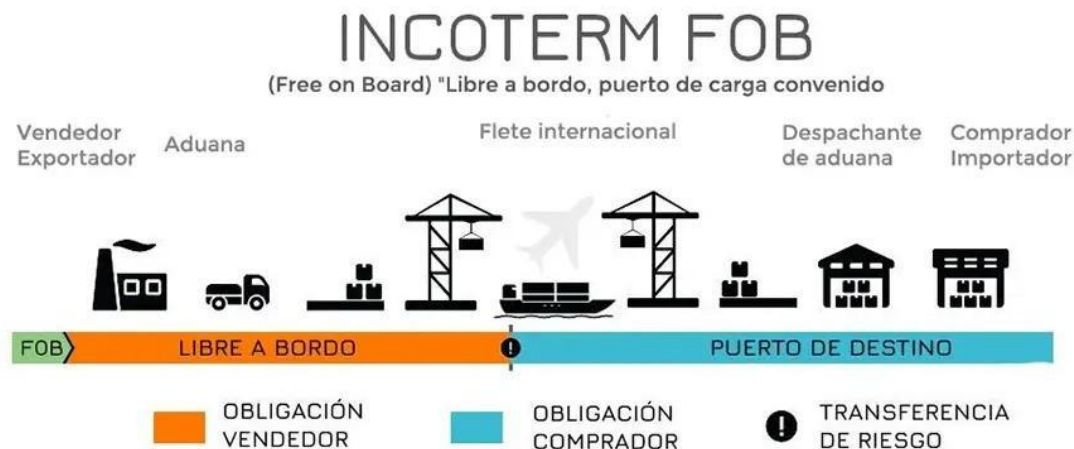 INCOTERM FOB
(Free on Board) "Libre a bordo, puerto de carga convenido
Vendedor
Exportador
Aduana
Flete internacional
Despachante
de aduana
Comprador
Importador
FOB
LIBRE A BORDO
!
PUERTO DE DESTINO
OBLIGACIÓN
VENDEDOR
OBLIGACIÓN
COMPRADOR
!
TRANSFERENCIA
DE RIESGO